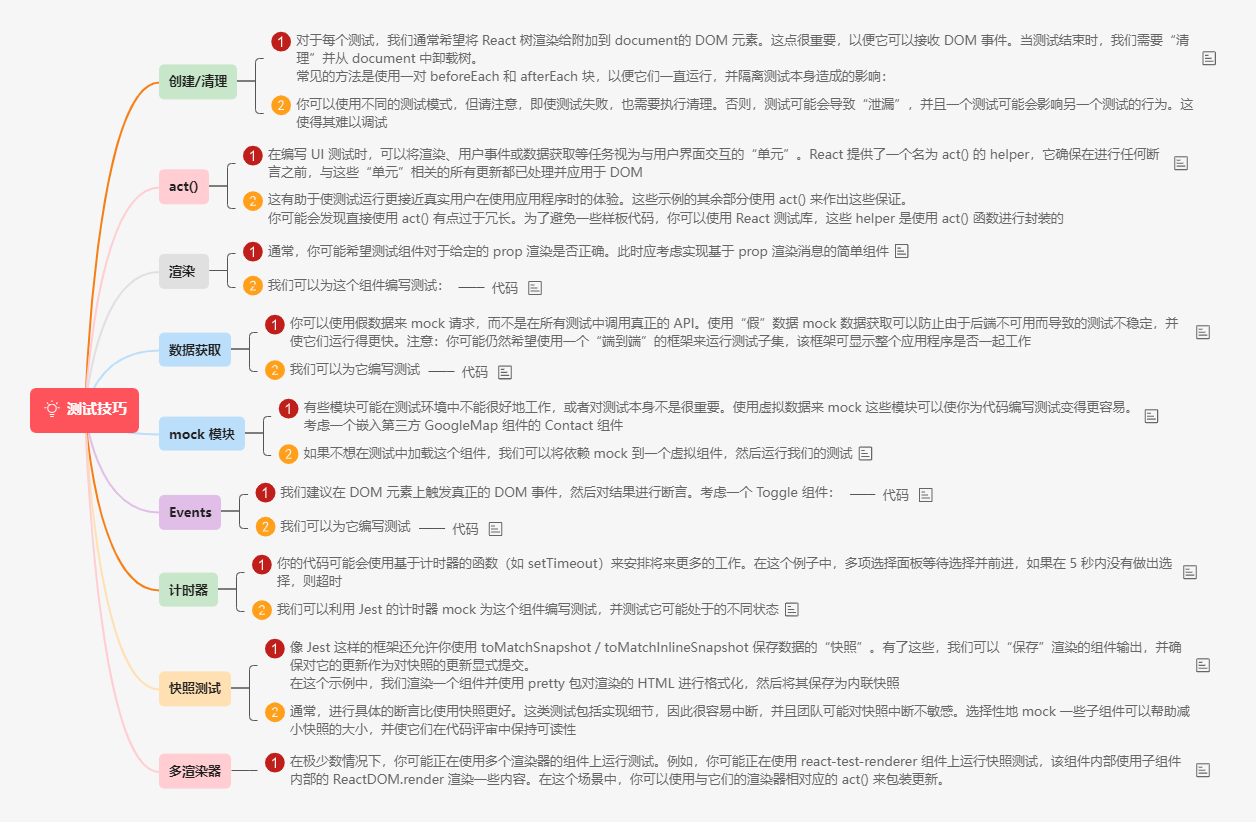 测试技巧
创建/清理
1 对于每个测试，我们通常希望将 React 树渲染给附加到 document的 DOM 元素。这点很重要，以便它可以接收 DOM 事件。当测试结束时，我们需要“清
理”并从 document 中卸载树。
常见的方法是使用一对 beforeEach 和 afterEach 块，以便它们一直运行，并隔离测试本身造成的影响：
2 你可以使用不同的测试模式，但请注意，即使测试失败，也需要执行清理。否则，测试可能会导致“泄漏”，并且一个测试可能会影响另一个测试的行为。这
使得其难以调试
act()
1 在编写 UI 测试时，可以将渲染、用户事件或数据获取等任务视为与用户界面交互的“单元”。React 提供了一个名为 act() 的 helper，它确保在进行任何断
言之前，与这些“单元”相关的所有更新都已处理并应用于 DOM
2 这有助于使测试运行更接近真实用户在使用应用程序时的体验。这些示例的其余部分使用 act() 来作出这些保证。
你可能会发现直接使用 act() 有点过于冗长。为了避免一些样板代码，你可以使用 React 测试库，这些 helper 是使用 act() 函数进行封装的
渲染
1 通常，你可能希望测试组件对于给定的 prop 渲染是否正确。此时应考虑实现基于 prop 渲染消息的简单组件
2 我们可以为这个组件编写测试： 代码
数据获取
1 你可以使用假数据来 mock 请求，而不是在所有测试中调用真正的 API。使用“假”数据 mock 数据获取可以防止由于后端不可用而导致的测试不稳定，并
使它们运行得更快。注意：你可能仍然希望使用一个“端到端”的框架来运行测试子集，该框架可显示整个应用程序是否一起工作
2 我们可以为它编写测试 代码
mock 模块
1 有些模块可能在测试环境中不能很好地工作，或者对测试本身不是很重要。使用虚拟数据来 mock 这些模块可以使你为代码编写测试变得更容易。
考虑一个嵌入第三方 GoogleMap 组件的 Contact 组件
2 如果不想在测试中加载这个组件，我们可以将依赖 mock 到一个虚拟组件，然后运行我们的测试
Events
1 我们建议在 DOM 元素上触发真正的 DOM 事件，然后对结果进行断言。考虑一个 Toggle 组件： 代码
2 我们可以为它编写测试 代码
计时器
1 你的代码可能会使用基于计时器的函数（如 setTimeout）来安排将来更多的工作。在这个例子中，多项选择面板等待选择并前进，如果在 5 秒内没有做出选
择，则超时
2 我们可以利用 Jest 的计时器 mock 为这个组件编写测试，并测试它可能处于的不同状态
快照测试
1 像 Jest 这样的框架还允许你使用 toMatchSnapshot / toMatchInlineSnapshot 保存数据的“快照”。有了这些，我们可以“保存”渲染的组件输出，并确
保对它的更新作为对快照的更新显式提交。
在这个示例中，我们渲染一个组件并使用 pretty 包对渲染的 HTML 进行格式化，然后将其保存为内联快照
2 通常，进行具体的断言比使用快照更好。这类测试包括实现细节，因此很容易中断，并且团队可能对快照中断不敏感。选择性地 mock 一些子组件可以帮助减
小快照的大小，并使它们在代码评审中保持可读性
多渲染器
1 在极少数情况下，你可能正在使用多个渲染器的组件上运行测试。例如，你可能正在使用 react-test-renderer 组件上运行快照测试，该组件内部使用子组件
内部的 ReactDOM.render 渲染一些内容。在这个场景中，你可以使用与它们的渲染器相对应的 act() 来包装更新。